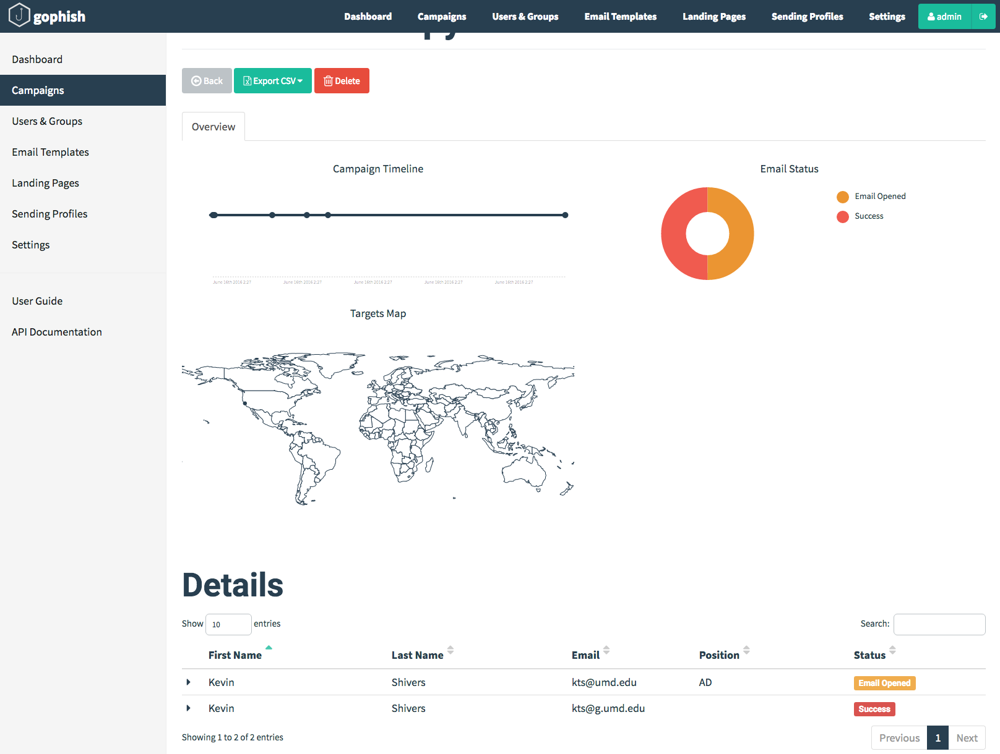 gophish
Dashboard
Campaigns
Users & Groups
Email Templates
Landing Pages
Sending Profiles
Settings
admin
Dashboard
Campaigns
Users & Groups
Email Templates
Landing Pages
Sending Profiles
Settings
User Guide
API Documentation
Back
Export CSV
Delete
Overview
Campaign Timeline
June 16th 2016 2:27
June 16th 2016 2:27
June 16th 2016 2:27
June 16th 2016 2:27
June 16th 2016 2:27
Email Status
Email Opened
Success
Targets Map
Details
Show 10 entries
Search:
First Name Last Name Email Position Status
Kevin Shivers kts@umd.edu AD Email Opened
Kevin Shivers kts@g.umd.edu Success
Showing 1 to 2 of 2 entries
Previous 1 Next